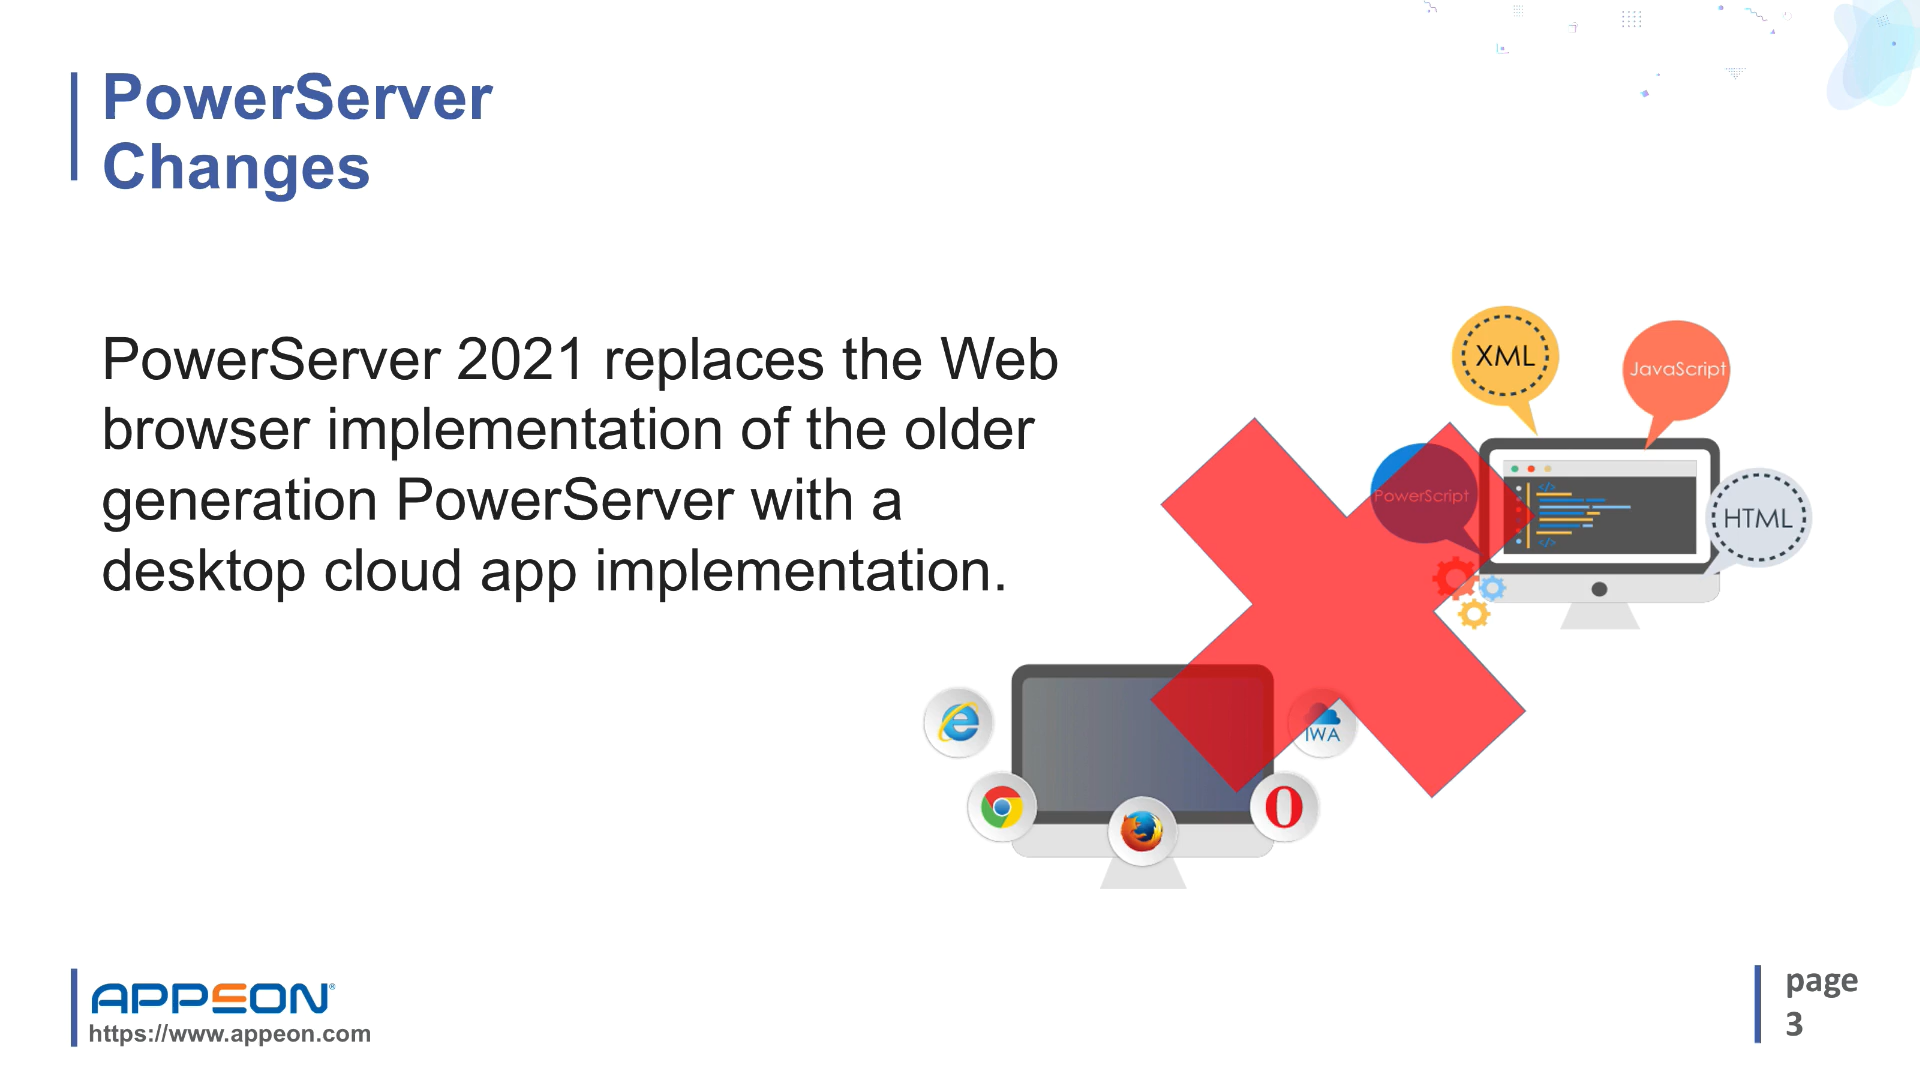 PowerServer
Changes
PowerServer 2021 replaces the Web
browser implementation of the older
generation PowerServer with a
desktop cloud app implementation.
XML
JavaScript
PowerScript
HTML
</>
</>
IWA
APPEON®
https://www.appeon.com
page
3